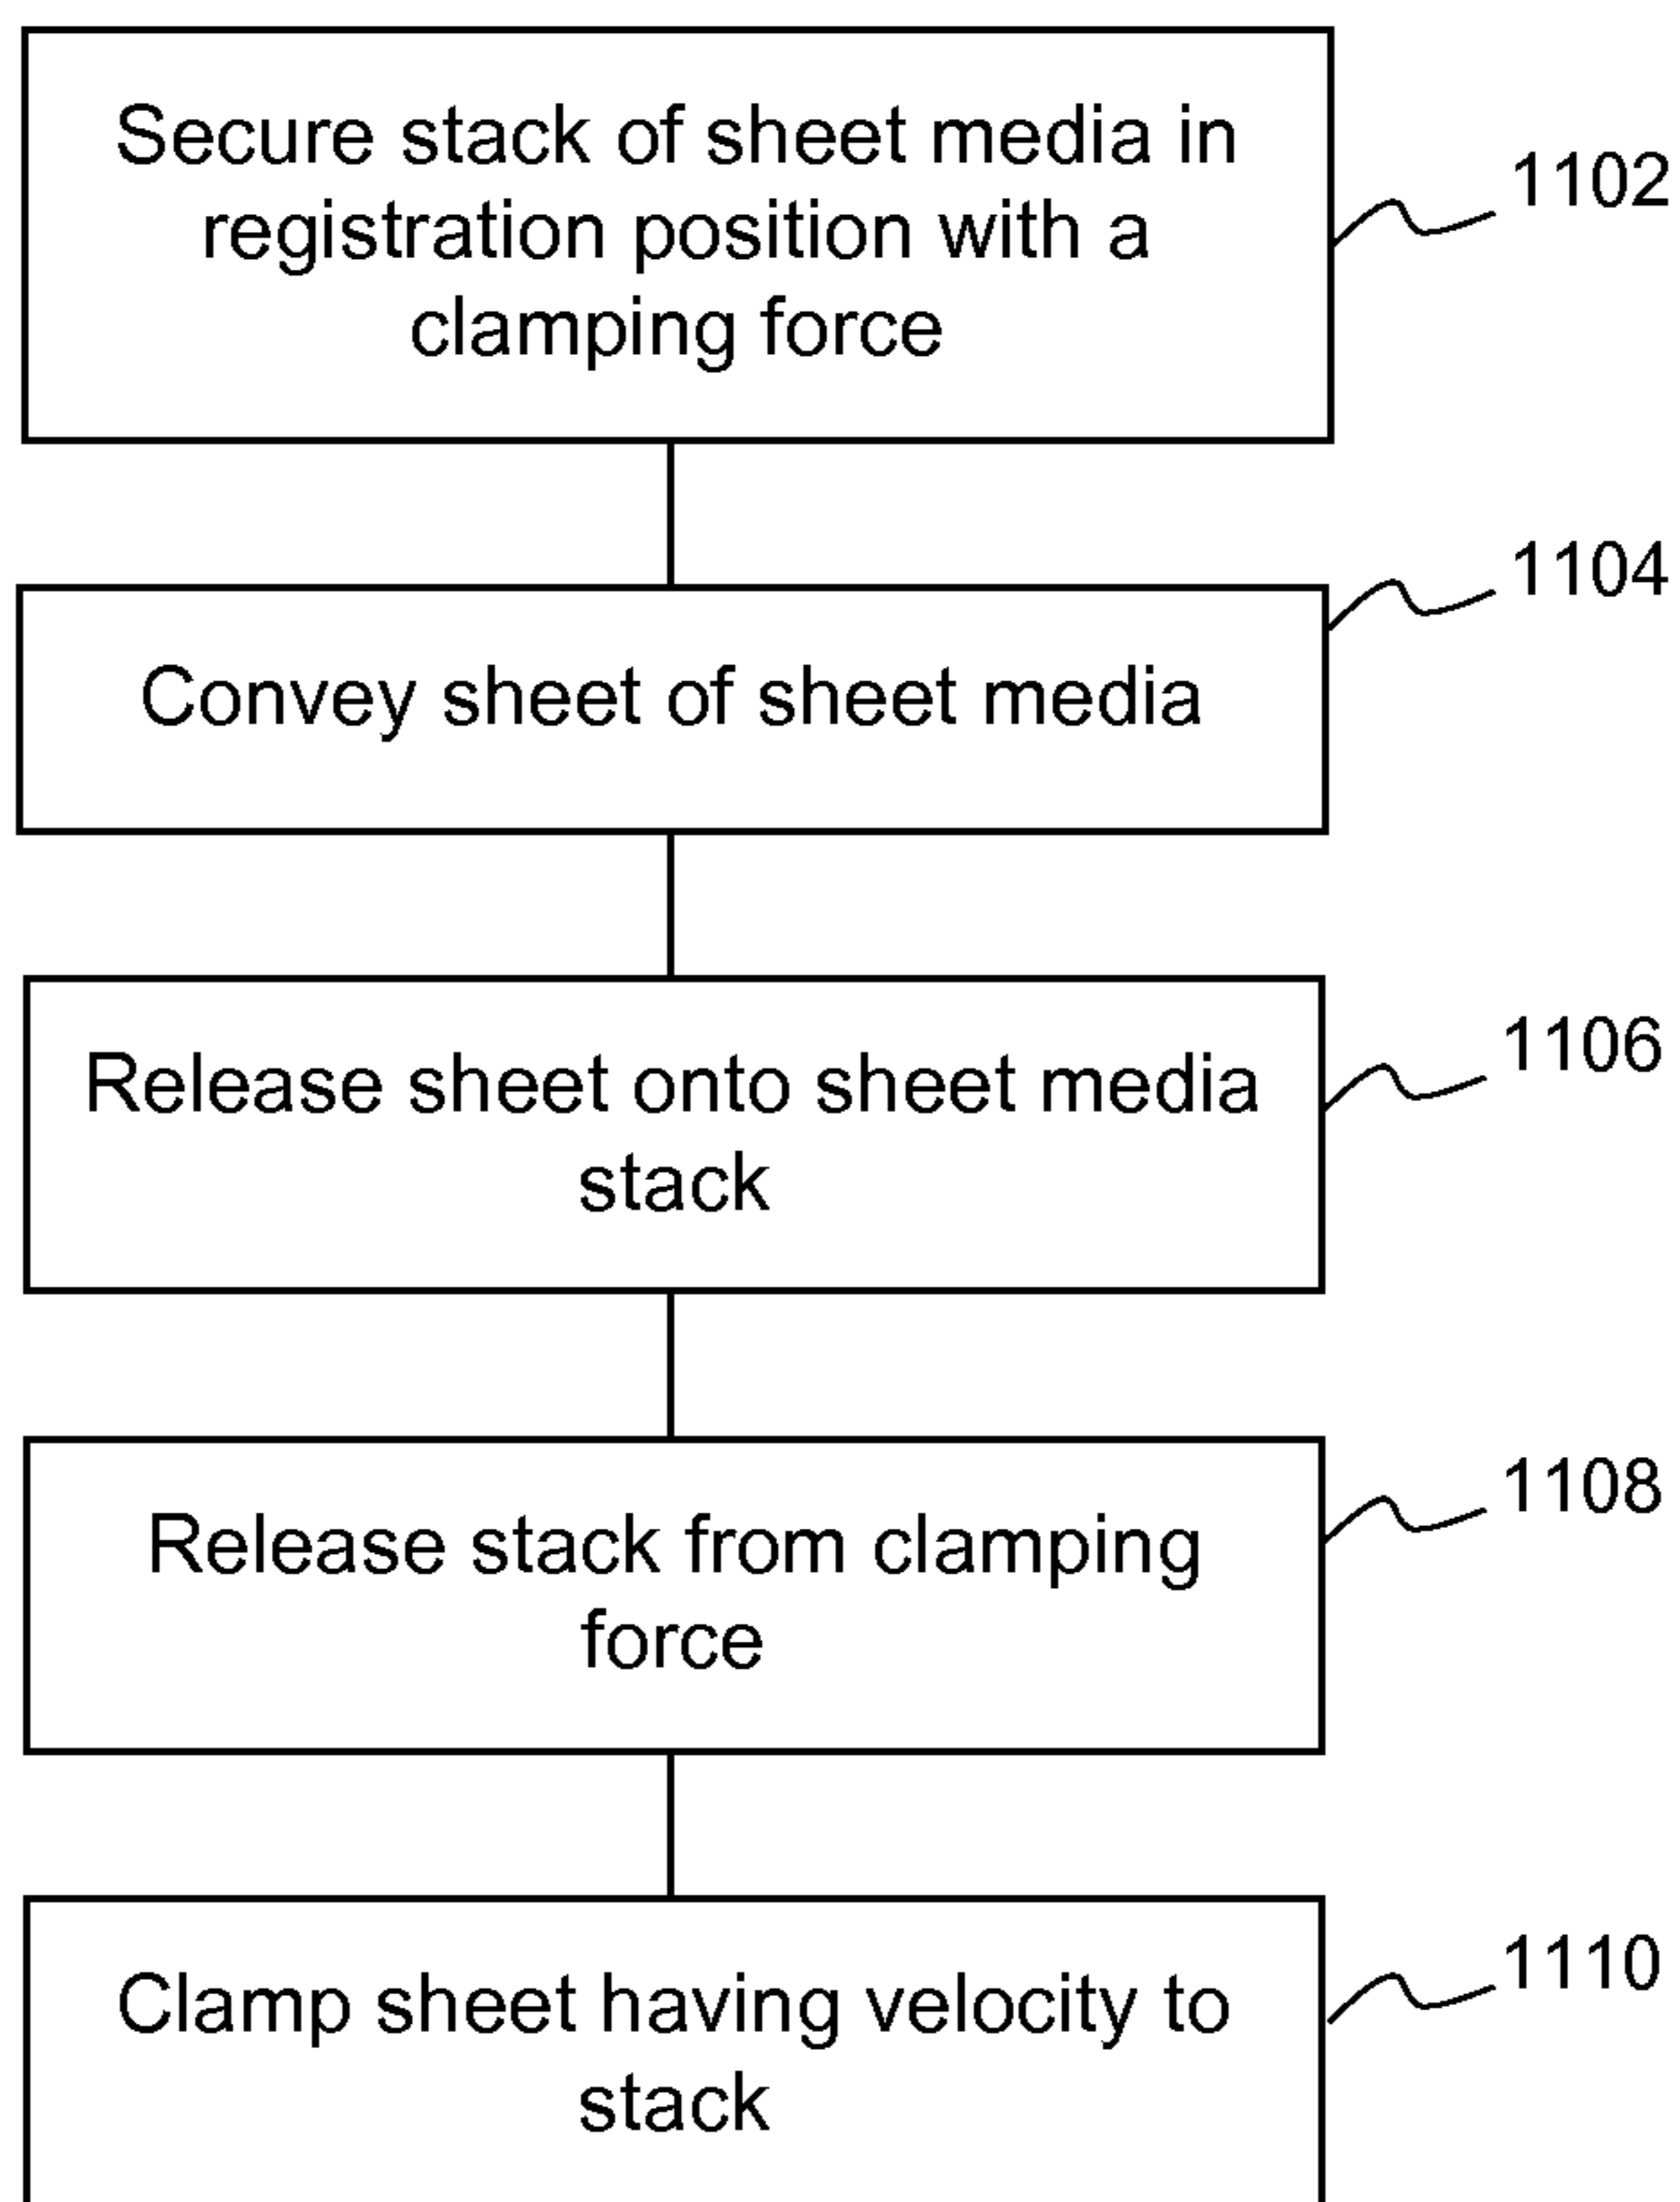 Secure stack of sheet media in
registration position with a
clamping force
1102
Convey sheet of sheet media
1104
Release sheet onto sheet media
stack
1106
Release stack from clamping
force
1108
Clamp sheet having velocity to
stack
1110